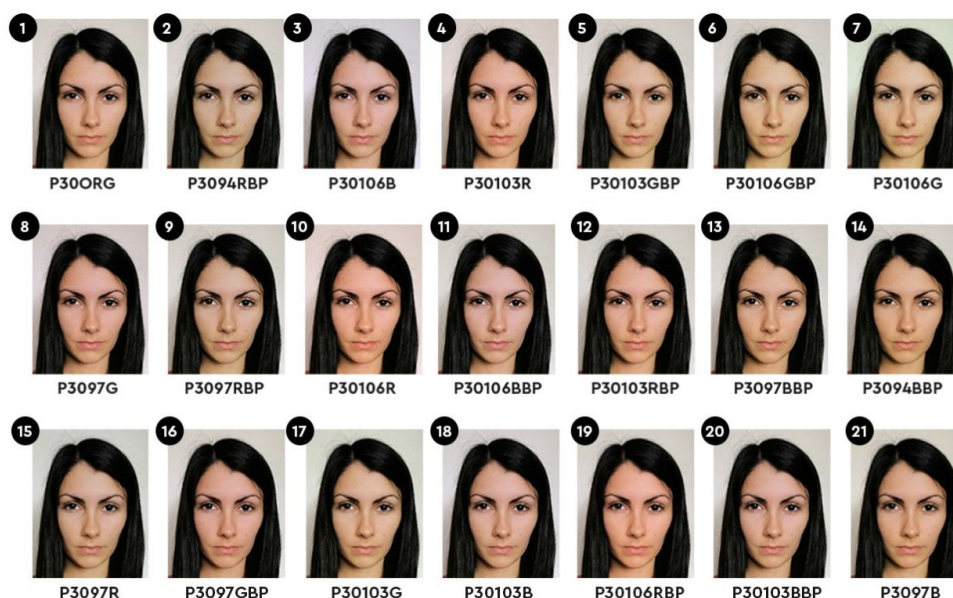 1 2 3 4 5 6 7
P30ORG P3094RBP P30106B P30103R P30103GBP P30106GBP P30106G
8 9 10 11 12 13 14
P3097G P3097RBP P30106R P30106BBP P30103RBP P3097BBP P3094BBP
15 16 17 18 19 20 21
P3097R P3097GBP P30103G P30103B P30106RBP P30103BBP P3097B